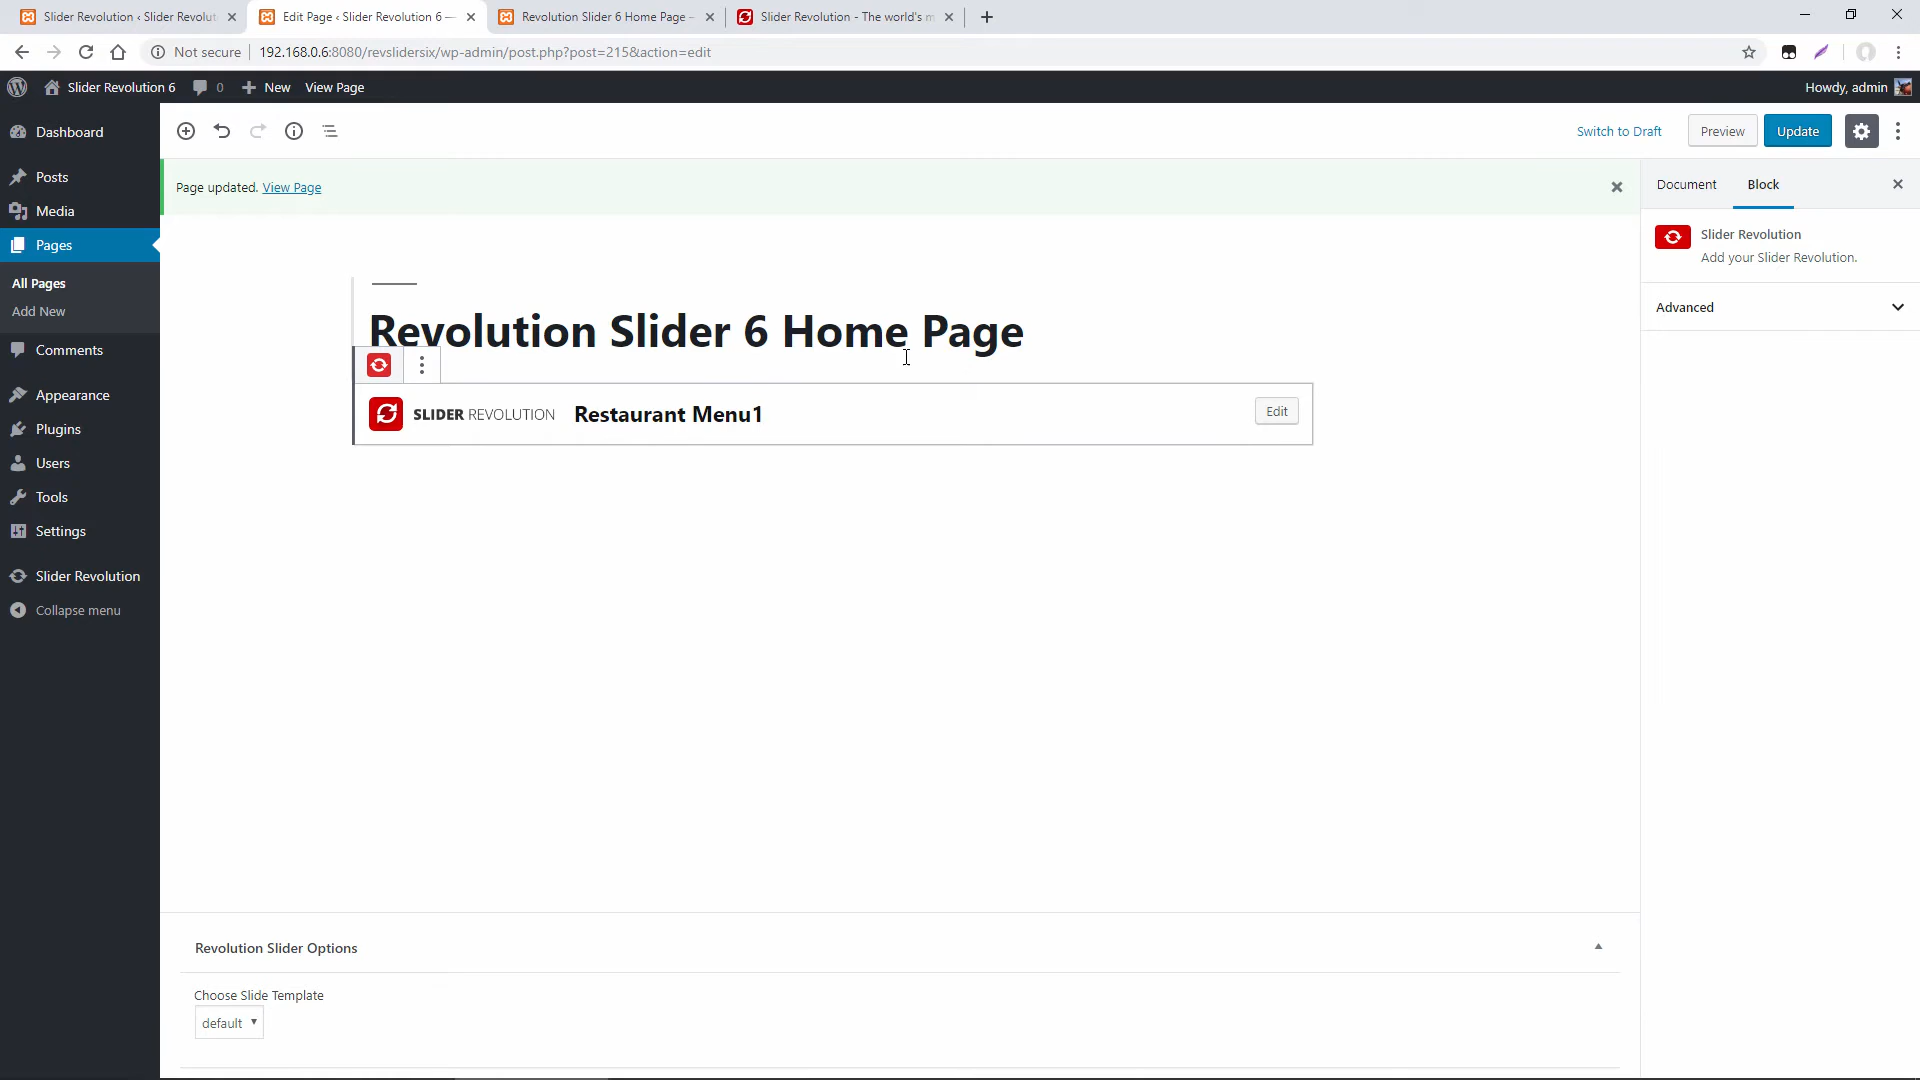 Slider Revolution ‹ Slider Revolut
Edit Page ‹ Slider Revolution 6 —
Revolution Slider 6 Home Page –
Slider Revolution - The world's m
Not secure
192.168.0.6:8080/revslidersix/wp-admin/post.php?post=215&action=edit
Slider Revolution 6
0
New
View Page
Howdy, admin
Dashboard
Posts
Media
Pages
All Pages
Add New
Comments
Appearance
Plugins
Users
Tools
Settings
Slider Revolution
Collapse menu
Switch to Draft
Preview
Update
Page updated. View Page
Revolution Slider 6 Home Page
SLIDER REVOLUTION
Restaurant Menu1
Edit
Revolution Slider Options
Choose Slide Template
default
Document
Block
Slider Revolution
Add your Slider Revolution.
Advanced